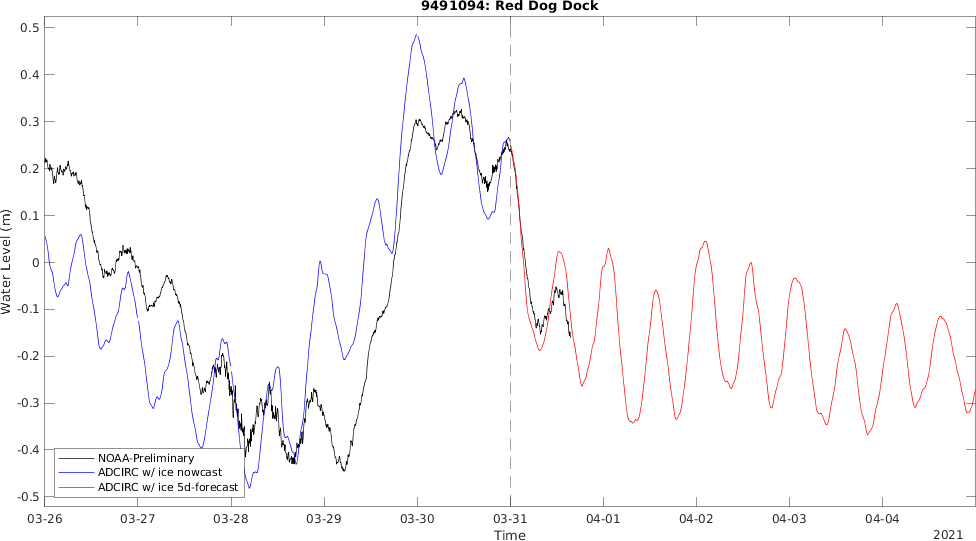 9491094: Red Dog Dock
0.5
0.4
0.3
0.2
0.1
0
-0.1
-0.2
-0.3
-0.4
-0.5
Water Level (m)
NOAA-Preliminary
ADCIRC w/ ice nowcast
ADCIRC w/ ice 5d-forecast
03-26 03-27 03-28 03-29 03-30 03-31 04-01 04-02 04-03 04-04
Time
2021